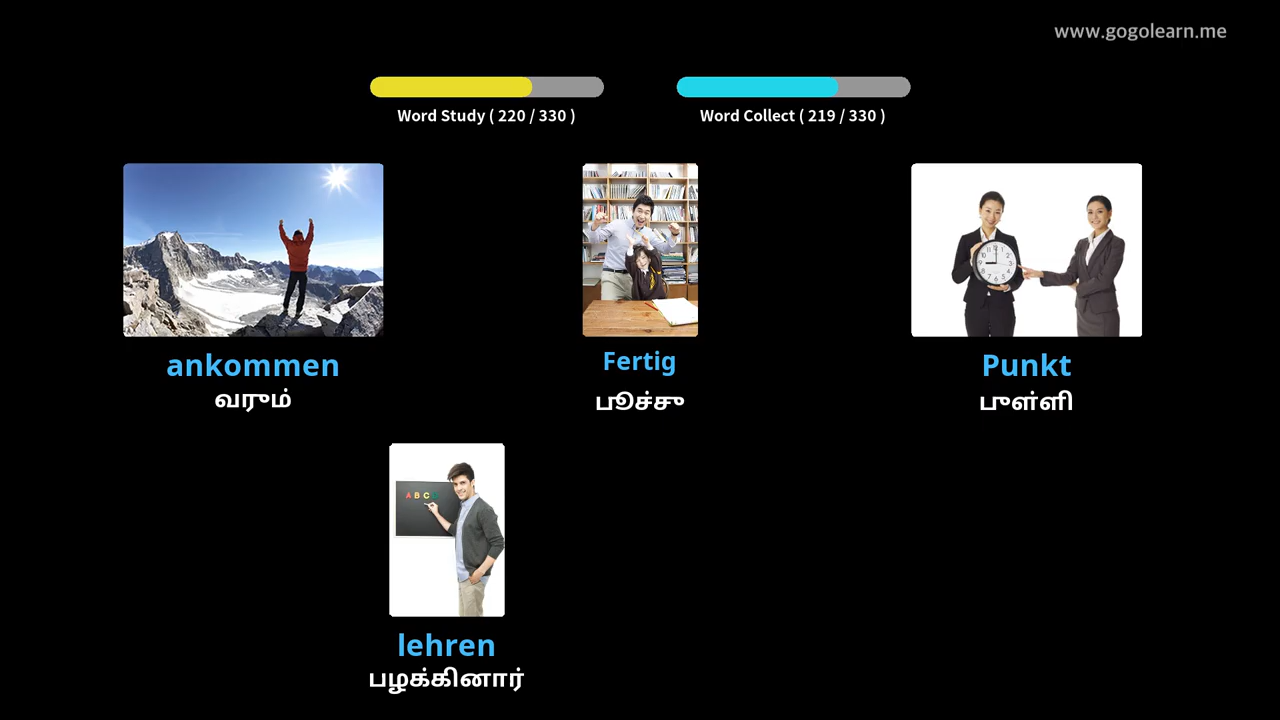 www.gogolearn.me
Word Study ( 220 / 330 )
Word Collect ( 219 / 330 )
ankommen
வரும்
Fertig
பூச்சு
Punkt
புள்ளி
lehren
பழக்கினார்